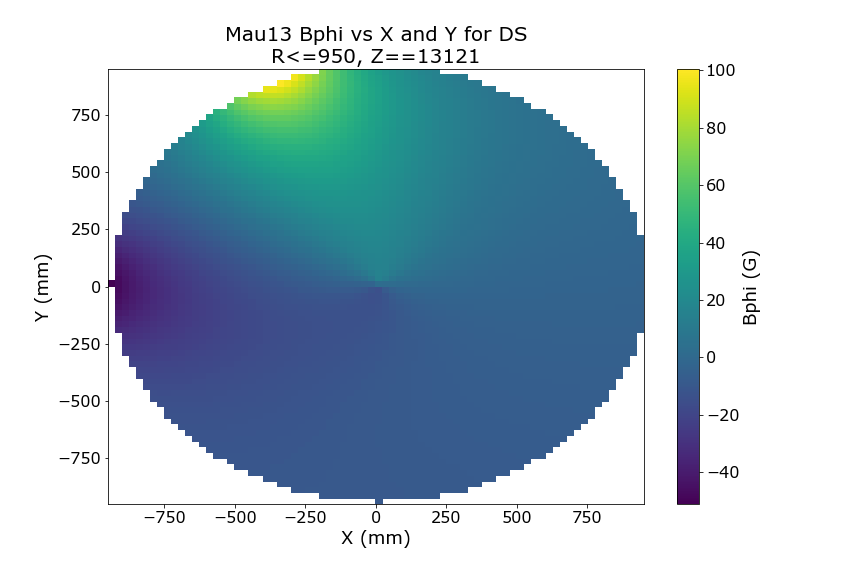 Mau13 Bphi vs X and Y for DS
R<=950, Z==13121
Y (mm)
750
500
250
0
−250
−500
−750
−750 −500 −250 0 250 500 750
X (mm)
100
80
60
40
20
0
−20
−40
Bphi (G)